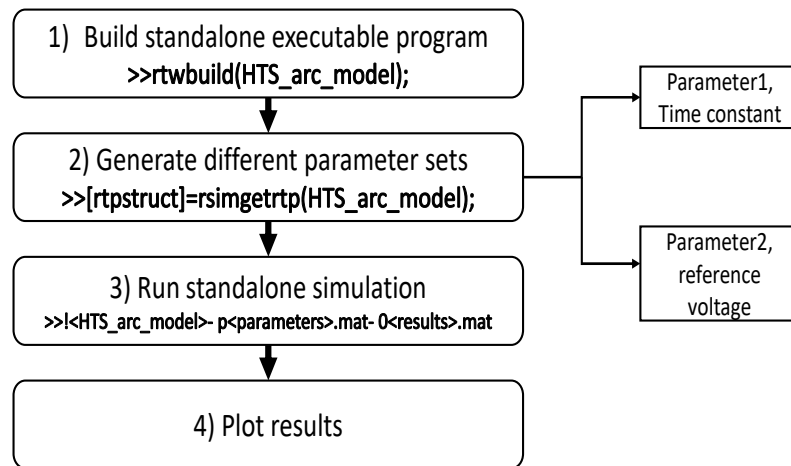 1) Build standalone executable program
>>rtwbuild(HTS_arc_model);
2) Generate different parameter sets
>>[rtpstruct]=rsimgetrtp(HTS_arc_model);
3) Run standalone simulation
>>!<HTS_arc_model>- p<parameters>.mat- 0<results>.mat
4) Plot results
Parameter1,
Time constant
Parameter2,
reference
voltage